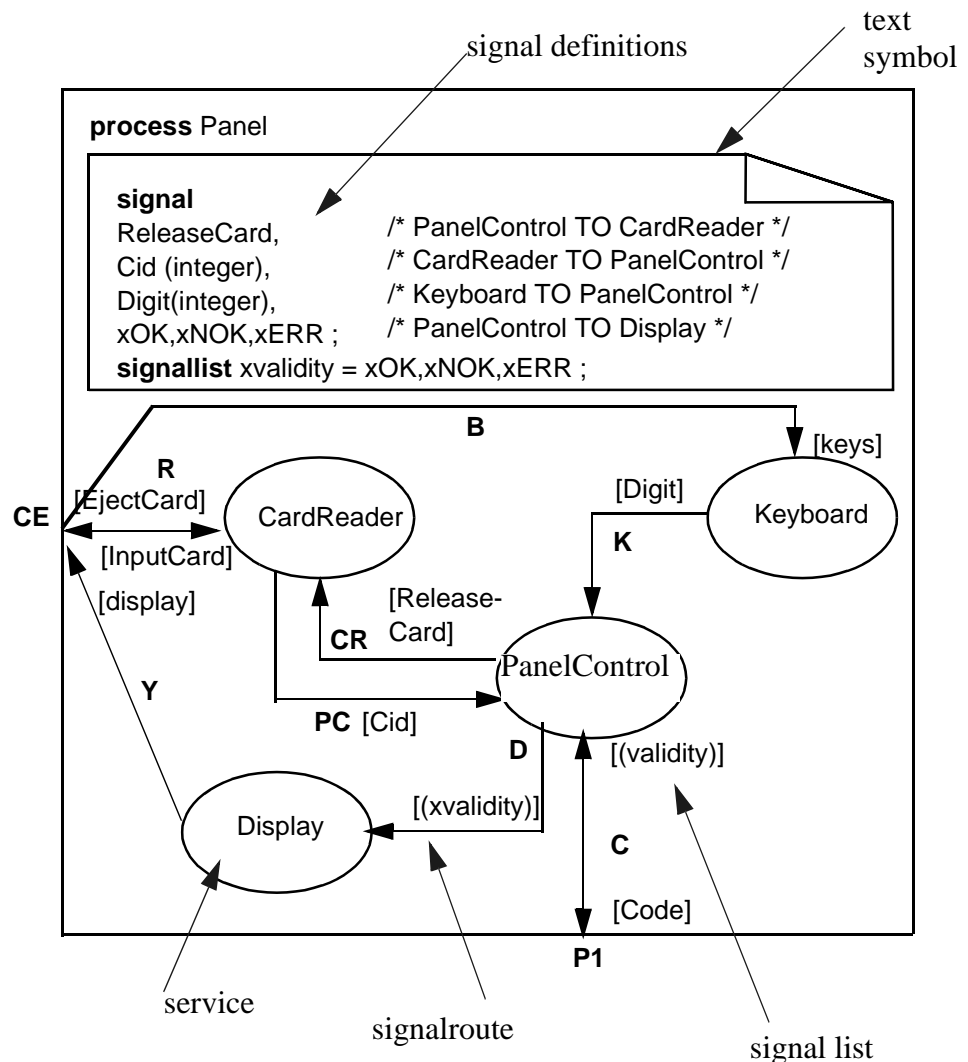 text
symbol
signal definitions
process Panel
signal
ReleaseCard, /* PanelControl TO CardReader */
Cid (integer), /* CardReader TO PanelControl */
Digit(integer), /* Keyboard TO PanelControl */
xOK,xNOK,xERR ; /* PanelControl TO Display */
signallist xvalidity = xOK,xNOK,xERR ;
B
R
[keys]
[EjectCard]
[Digit]
CE
CardReader
Keyboard
K
[InputCard]
[display]
[Release-
Card]
CR
PanelControl
Y
PC [Cid]
D
[(validity)]
[(xvalidity)]
Display
C
[Code]
P1
service
signalroute
signal list